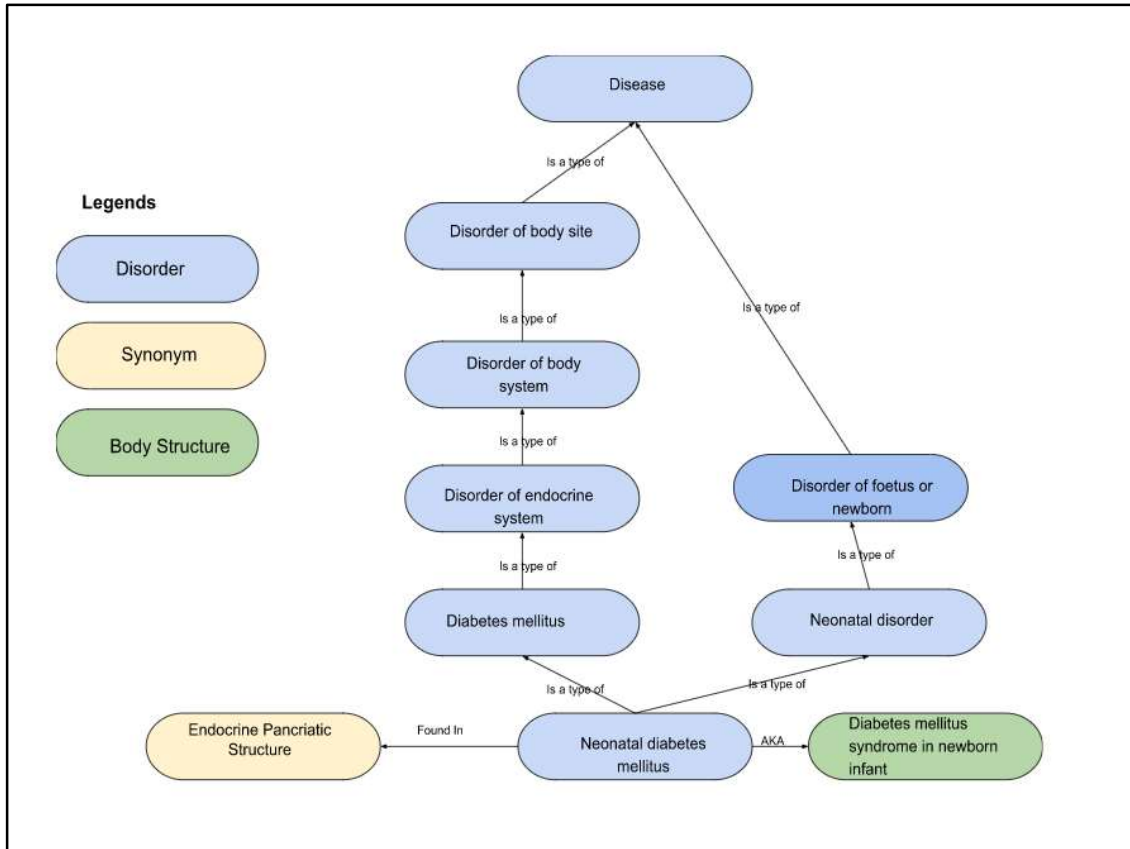 Disease
Is a type of
Legends
Disorder of body site
Disorder
Is a type of
Is a type of
Synonym
Disorder of body
system
Body Structure
Is a type of
Disorder of endocrine
system
Disorder of foetus or
newborn
Is a type of
Is a type of
Diabetes mellitus
Neonatal disorder
Is a type of
Is a type of
Endocrine Pancriatic
Structure
Found In
Neonatal diabetes
mellitus
AKA
Diabetes mellitus
syndrome in newborn
infant